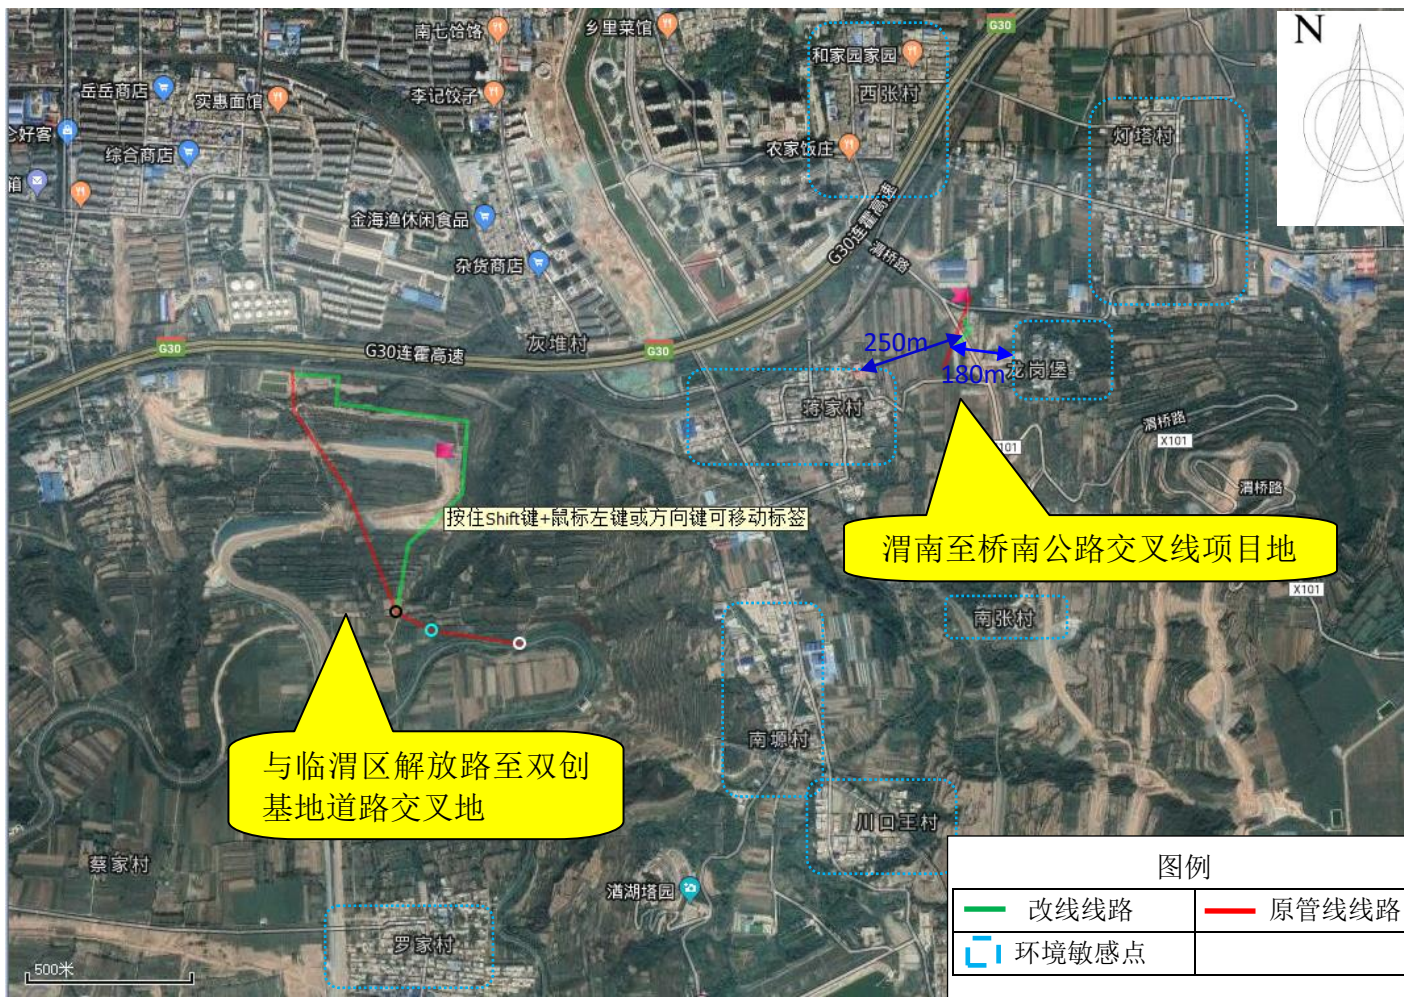 南七饸饹
乡里菜馆
G30
N
和家园家园
岳岳商店
实惠面馆
李记饺子
西张村
灯塔村
仑好客
综合商店
农家饭庄
箱
金海渔休闲食品
G30连霍高速
渭桥路
杂货商店
灰堆村
G30
G30连霍高速
G30
250m
180m
龙岗堡
蒋家村
渭桥路
X101
101
渭桥路
按住Shift键+鼠标左键或方向键可移动标签
渭南至桥南公路交叉线项目地
X101
南张村
南塬村
与临渭区解放路至双创
基地道路交叉地
川口王村
蔡家村
湭湖塔园
罗家村
500米
图例
改线线路
原管线线路
环境敏感点